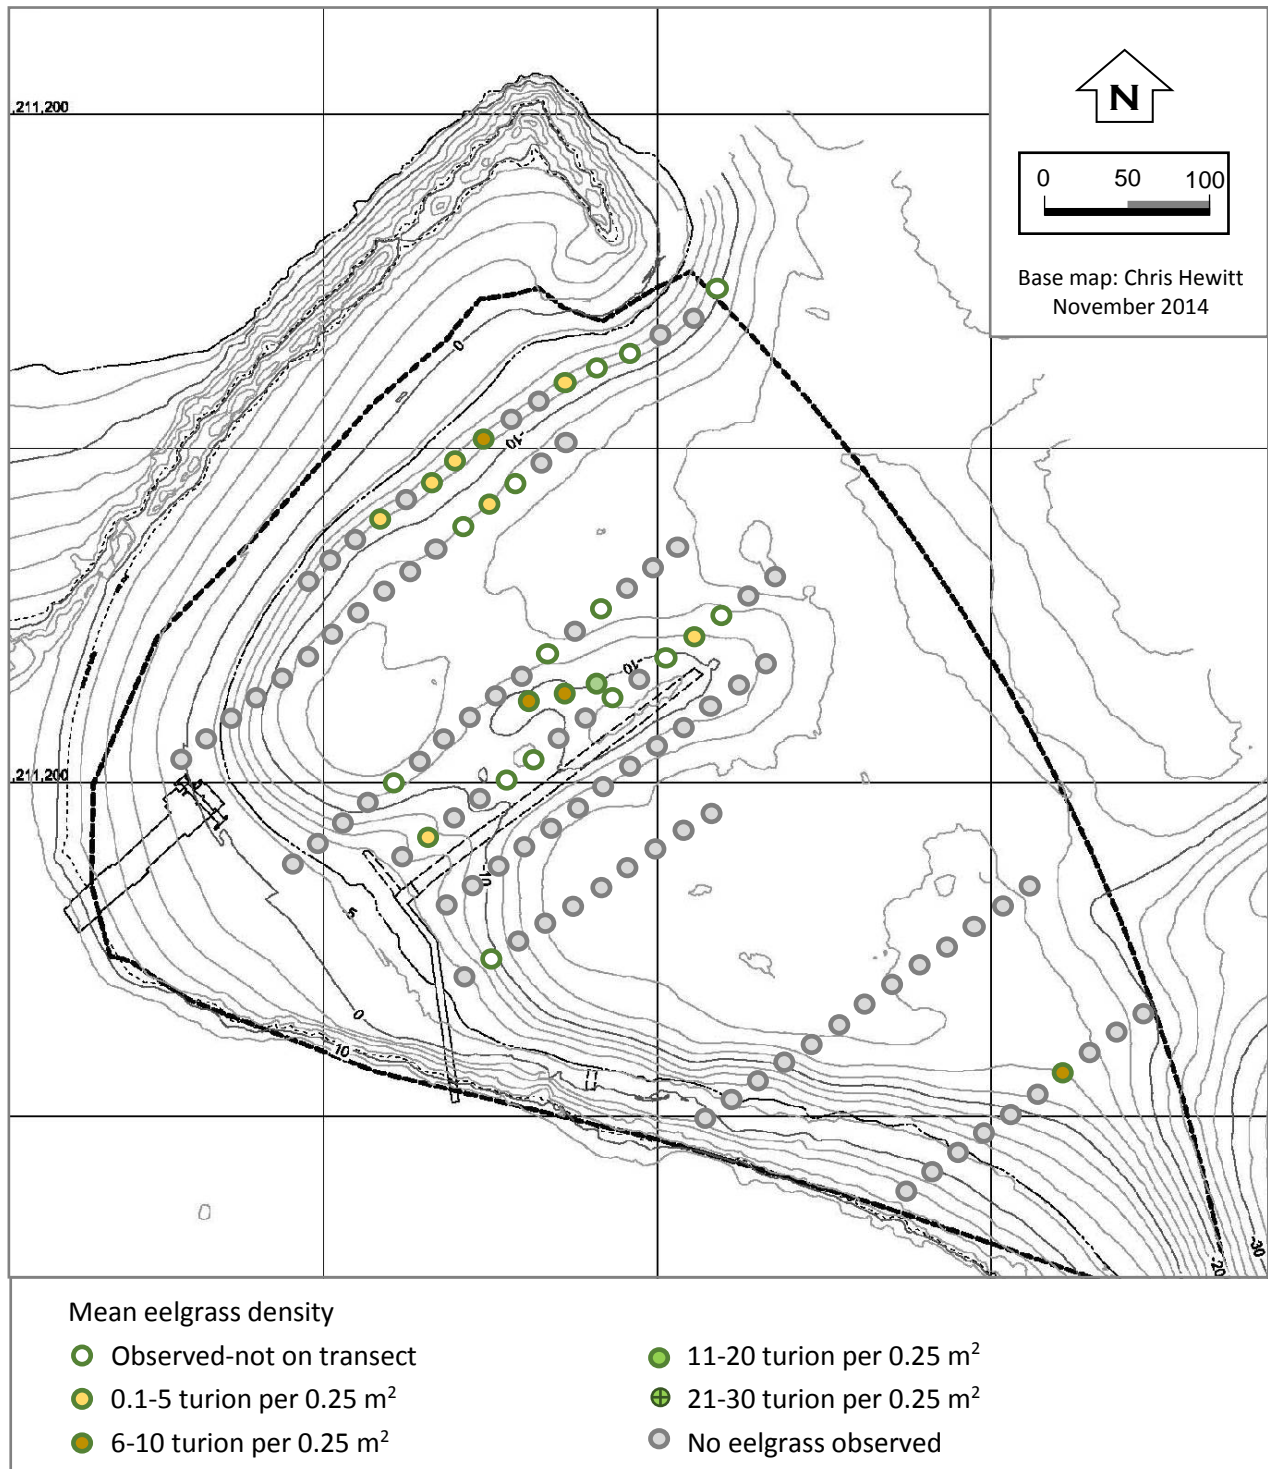 211,200
N
0 50 100
Base map: Chris Hewitt
November 2014
0
-10
-10
211,200
-10
5
0
10
-20
-30
Mean eelgrass density
Observed-not on transect
0.1-5 turion per 0.25 m²
6-10 turion per 0.25 m²
11-20 turion per 0.25 m²
21-30 turion per 0.25 m²
No eelgrass observed